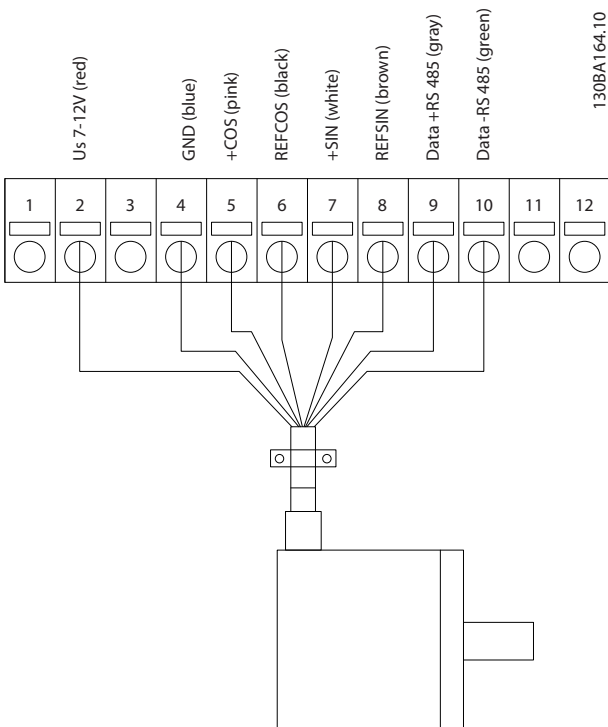 Us 7-12V (red)
GND (blue)
+COS (pink)
REFCOS (black)
+SIN (white)
REFSIN (brown)
Data +RS 485 (gray)
Data -RS 485 (green)
130BA164.10
1 2 3 4 5 6 7 8 9 10 11 12